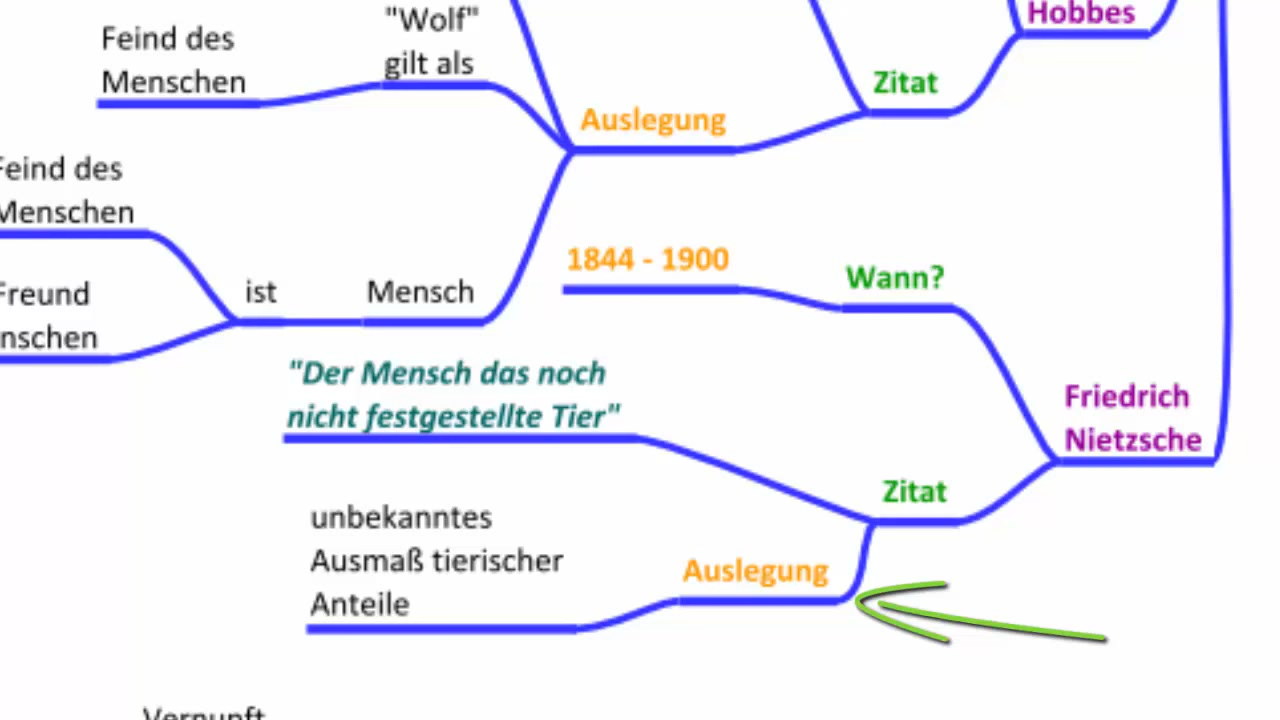 Hobbes
Zitat
"Wolf"
gilt als
Feind des
Menschen
Auslegung
Feind des
Menschen
Freund
ist
Mensch
1844 - 1900
Wann?
"Der Mensch das noch
nicht festgestellte Tier"
Friedrich
Nietzsche
Zitat
unbekanntes
Ausmaß tierischer
Anteile
Auslegung
Vernunft